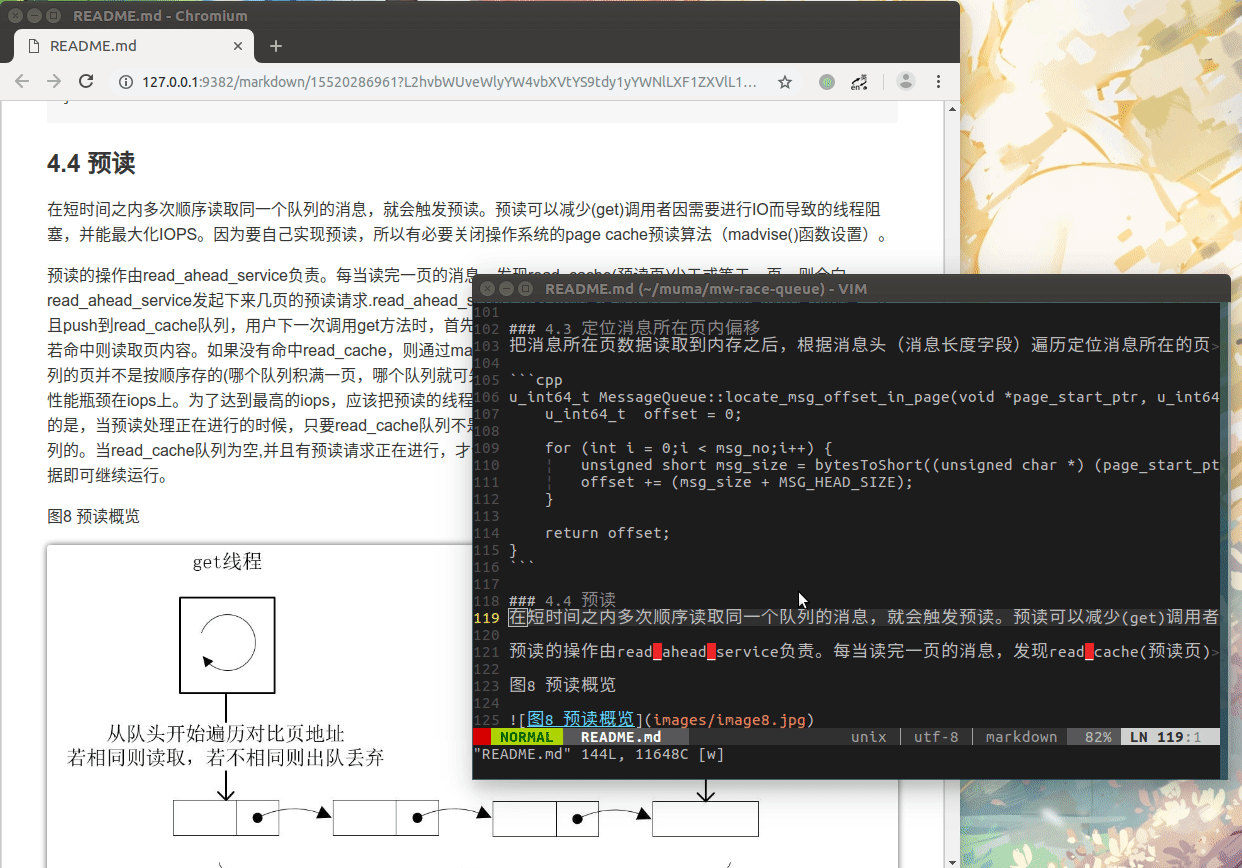 README.md - Chromium
README.md
127.0.0.1:9382/markdown/15520286961?L2hvbWUveWlyYW4vbXVtYS9tdy1yYWNlLXF1ZXVlL1...
4.4 预读
在短时间之内多次顺序读取同一个队列的消息，就会触发预读。预读可以减少(get)调用者因需要进行IO而导致的线程阻
塞，并能最大化IOPS。因为要自己实现预读，所以有必要关闭操作系统的page cache预读算法（madvise()函数设置）。
预读的操作由read_ahead_service负责。每当读完一页的消息，发现read_cache(预读页)少于或等于一页，则会向
read_ahead_service发起下来几页的预读请求.read_ahead_s
且push到read_cache队列，用户下一次调用get方法时，首先
若命中则读取页内容。如果没有命中read_cache，则通过ma
列的页并不是按顺序存的(哪个队列积满一页，哪个队列就可先
性能瓶颈在iops上。为了达到最高的iops，应该把预读的线程
的是，当预读处理正在进行的时候，只要read_cache队列不是
列的。当read_cache队列为空,并且有预读请求正在进行，才
据即可继续运行。
图8 预读概览
get线程
从队头开始遍历对比页地址
若相同则读取，若不相同则出队丢弃
README.md (~/muma/mw-race-queue) - VIM
101
102 ### 4.3 定位消息所在页内偏移
103 把消息所在页数据读取到内存之后，根据消息头（消息长度字段）遍历定位消息所在的页>
104
105 ```cpp
106 u_int64_t MessageQueue::locate_msg_offset_in_page(void *page_start_ptr, u_int64
107 u_int64_t  offset = 0;
108
109 for (int i = 0;i < msg_no;i++) {
110 ¦ unsigned short msg_size = bytesToShort((unsigned char *) (page_start_pt
111 ¦ offset += (msg_size + MSG_HEAD_SIZE);
112 }
113
114 return offset;
115 }
116 ```
117
118 ### 4.4 预读
119 在短时间之内多次顺序读取同一个队列的消息，就会触发预读。预读可以减少(get)调用者
120
121 预读的操作由read_ahead_service负责。每当读完一页的消息，发现read_cache(预读页)>
122
123 图8 预读概览
124
125 ![图8 预读概览](images/image8.jpg)
NORMAL README.md unix | utf-8 | markdown 82% LN 119:1
"README.md" 144L, 11648C [w]